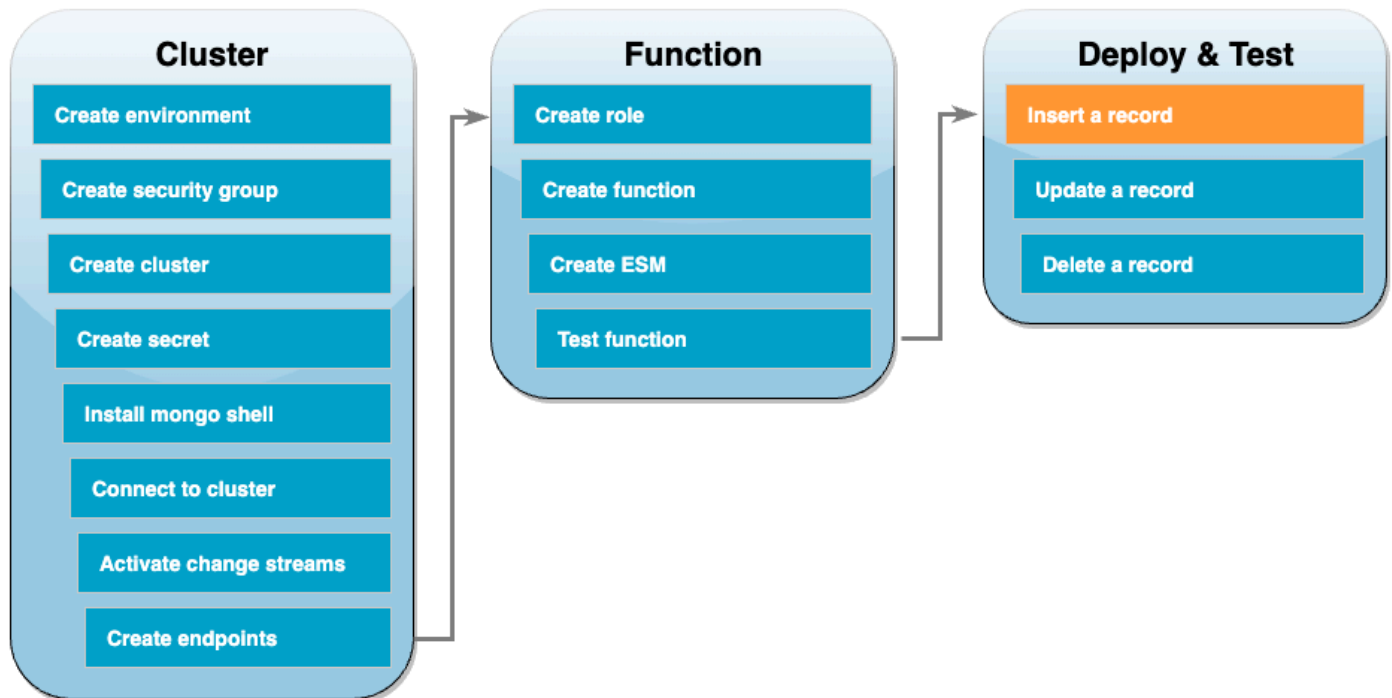 Cluster
Create environment
Create security group
Create cluster
Create secret
Install mongo shell
Connect to cluster
Activate change streams
Create endpoints
Function
Create role
Create function
Create ESM
Test function
Deploy & Test
Insert a record
Update a record
Delete a record